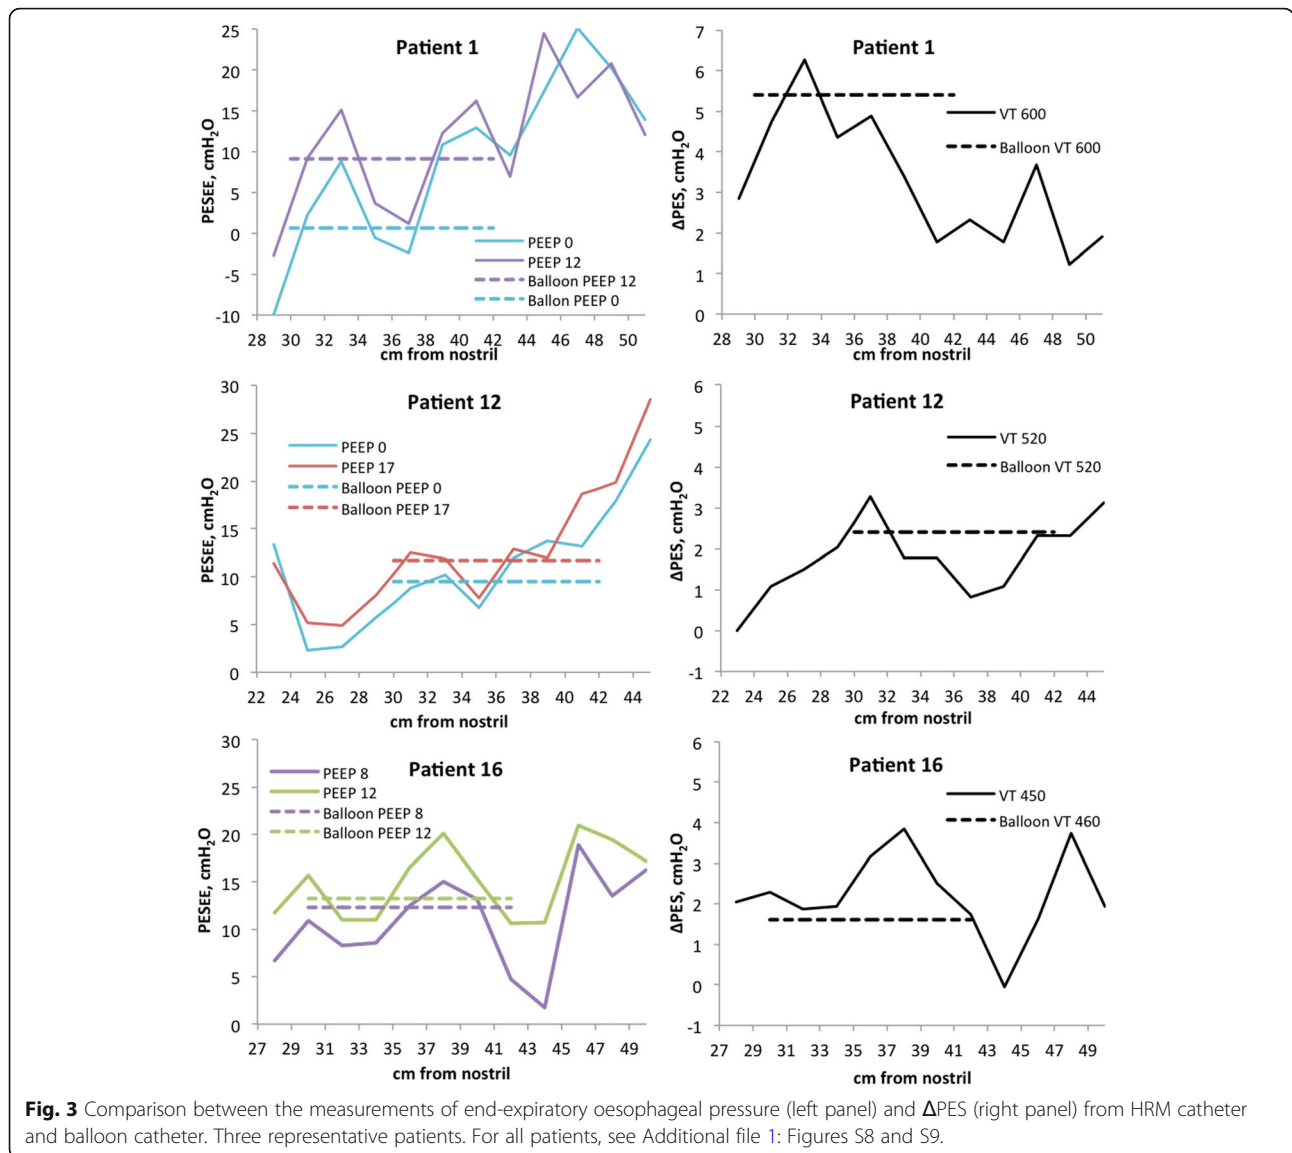 Patient 1
PESEE, cmH2O
25
20
15
10
5
0
-5
-10
PEEP 0
PEEP 12
Balloon PEEP 12
Ballon PEEP 0
28 30 32 34 36 38 40 42 44 46 48 50
cm from nostril
Patient 1
ΔPES, cmH2O
7
6
5
4
3
2
1
0
VT 600
Balloon VT 600
28 30 32 34 36 38 40 42 44 46 48 50
cm from nostril
Patient 12
PESEE, cmH2O
30
25
20
15
10
5
0
PEEP 0
PEEP 17
Balloon PEEP 0
Balloon PEEP 17
22 24 26 28 30 32 34 36 38 40 42 44
cm from nostril
Patient 12
ΔPES, cmH2O
6
5
4
3
2
1
0
-1
VT 520
Balloon VT 520
22 24 26 28 30 32 34 36 38 40 42 44
cm from nostril
Patient 16
PESEE, cmH2O
30
25
20
15
10
5
0
PEEP 8
PEEP 12
Balloon PEEP 8
Balloon PEEP 12
27 29 31 33 35 37 39 41 43 45 47 49
cm from nostril
Patient 16
ΔPES, cmH2O
6
5
4
3
2
1
0
-1
VT 450
Balloon VT 460
27 29 31 33 35 37 39 41 43 45 47 49
cm from nostril
Fig. 3 Comparison between the measurements of end-expiratory oesophageal pressure (left panel) and ΔPES (right panel) from HRM catheter
and balloon catheter. Three representative patients. For all patients, see Additional file 1: Figures S8 and S9.